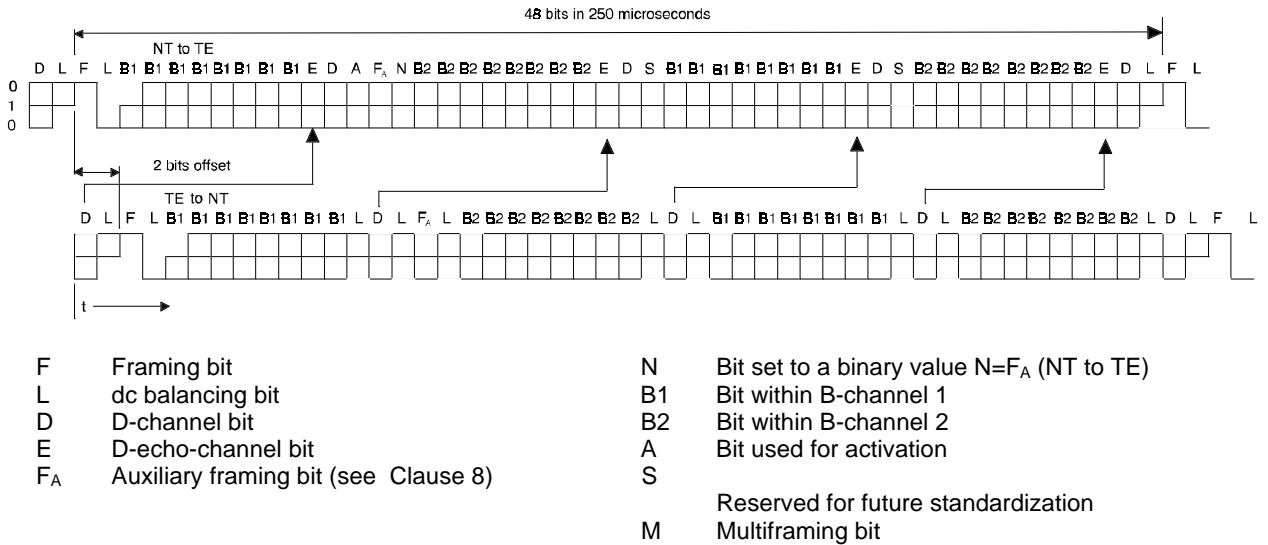 48 bits in 250 microseconds
NT to TE
D L F L B1 B1 B1 B1 B1 B1 B1 B1 E D A FA N B2 B2 B2 B2 B2 B2 B2 B2 E D S B1 B1 B1 B1 B1 B1 B1 B1 E D S B2 B2 B2 B2 B2 B2 B2 B2 E D L F L
0
1
0
2 bits offset
TE to NT
D L F L B1 B1 B1 B1 B1 B1 B1 B1 L D L FA L B2 B2 B2 B2 B2 B2 B2 B2 L D L B1 B1 B1 B1 B1 B1 B1 B1 L D L B2 B2 B2 B2 B2 B2 B2 B2 L D L F L
t
F Framing bit
L dc balancing bit
D D-channel bit
E D-echo-channel bit
FA Auxiliary framing bit (see Clause 8)
N Bit set to a binary value N=FA (NT to TE)
B1 Bit within B-channel 1
B2 Bit within B-channel 2
A Bit used for activation
S
Reserved for future standardization
M Multiframing bit